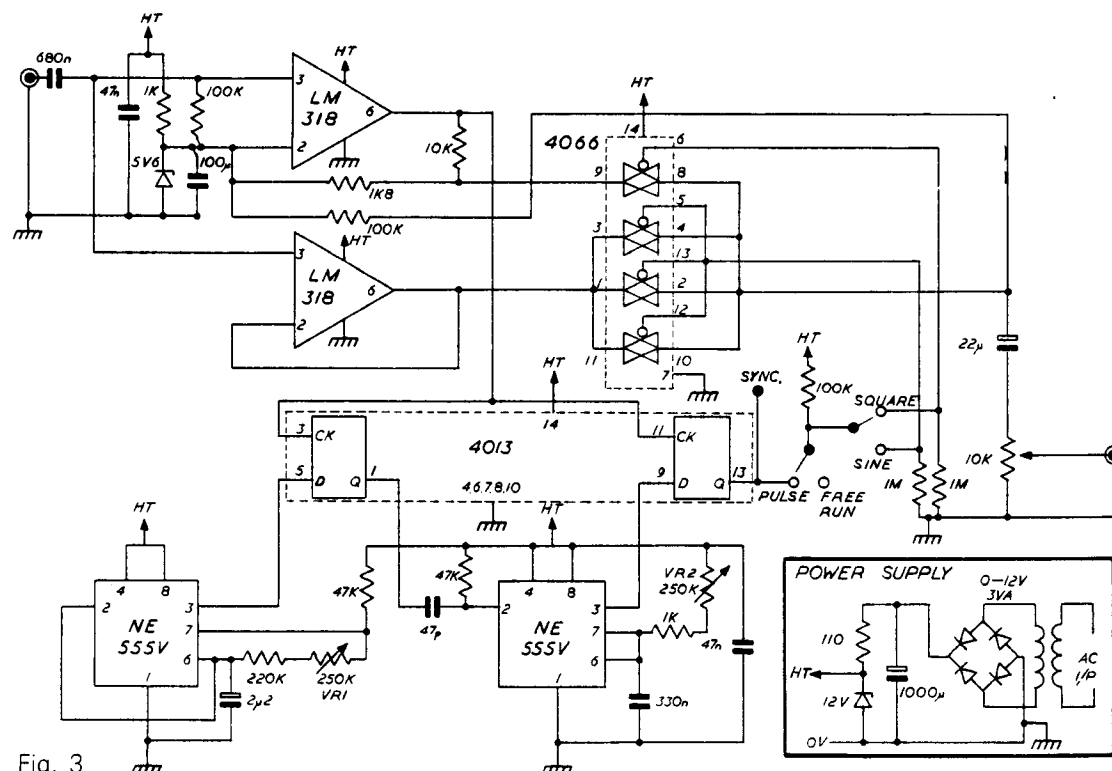 HT
680n
47n
1K
100K
3
LM
318
HT
6
2
5V6
100µ
10K
1K8
100K
HT
14
4066
6
9
8
5
3
4
13
1
2
12
11
10
7
3
HT
LM
318
6
2
HT
14
SYNC.
HT
100K
SQUARE
SINE
22µ
10K
1M
1M
3
CK
5
D
Q
1
4013
4,6,7,8,10
11
CK
9
D
Q
13
PULSE
FREE
RUN
HT
4
8
2
3
NE
555V
7
6
1
220K
250K
VR1
2µ2
47K
47K
47p
HT
4
8
2
3
NE
555V
7
6
1
1K
VR2
250K
47n
330n
POWER SUPPLY
0-12V
3VA
110
HT
12V
1000µ
AC
I/P
0V
Fig. 3